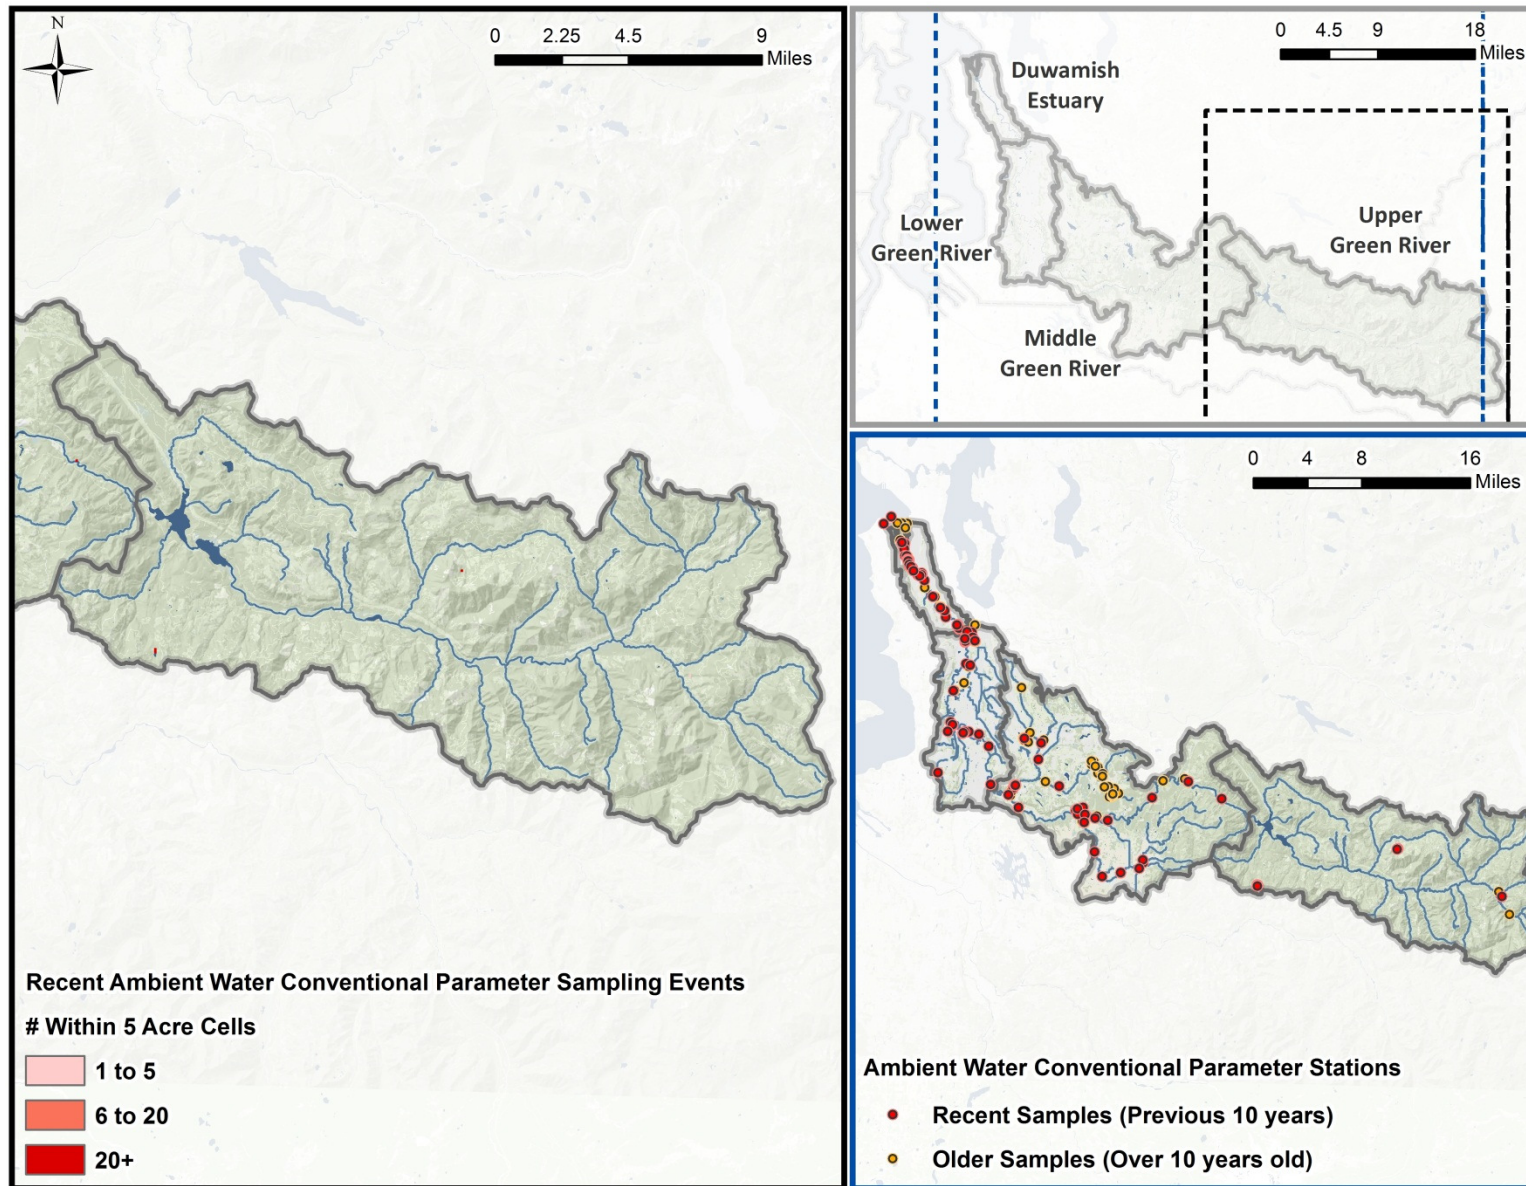 N
0 2.25 4.5 9
Miles
Recent Ambient Water Conventional Parameter Sampling Events
# Within 5 Acre Cells
1 to 5
6 to 20
20+
0 4.5 9 18
Miles
Duwamish
Estuary
Lower
Green River
Upper
Green River
Middle
Green River
0 4 8 16
Miles
Ambient Water Conventional Parameter Stations
Recent Samples (Previous 10 years)
Older Samples (Over 10 years old)